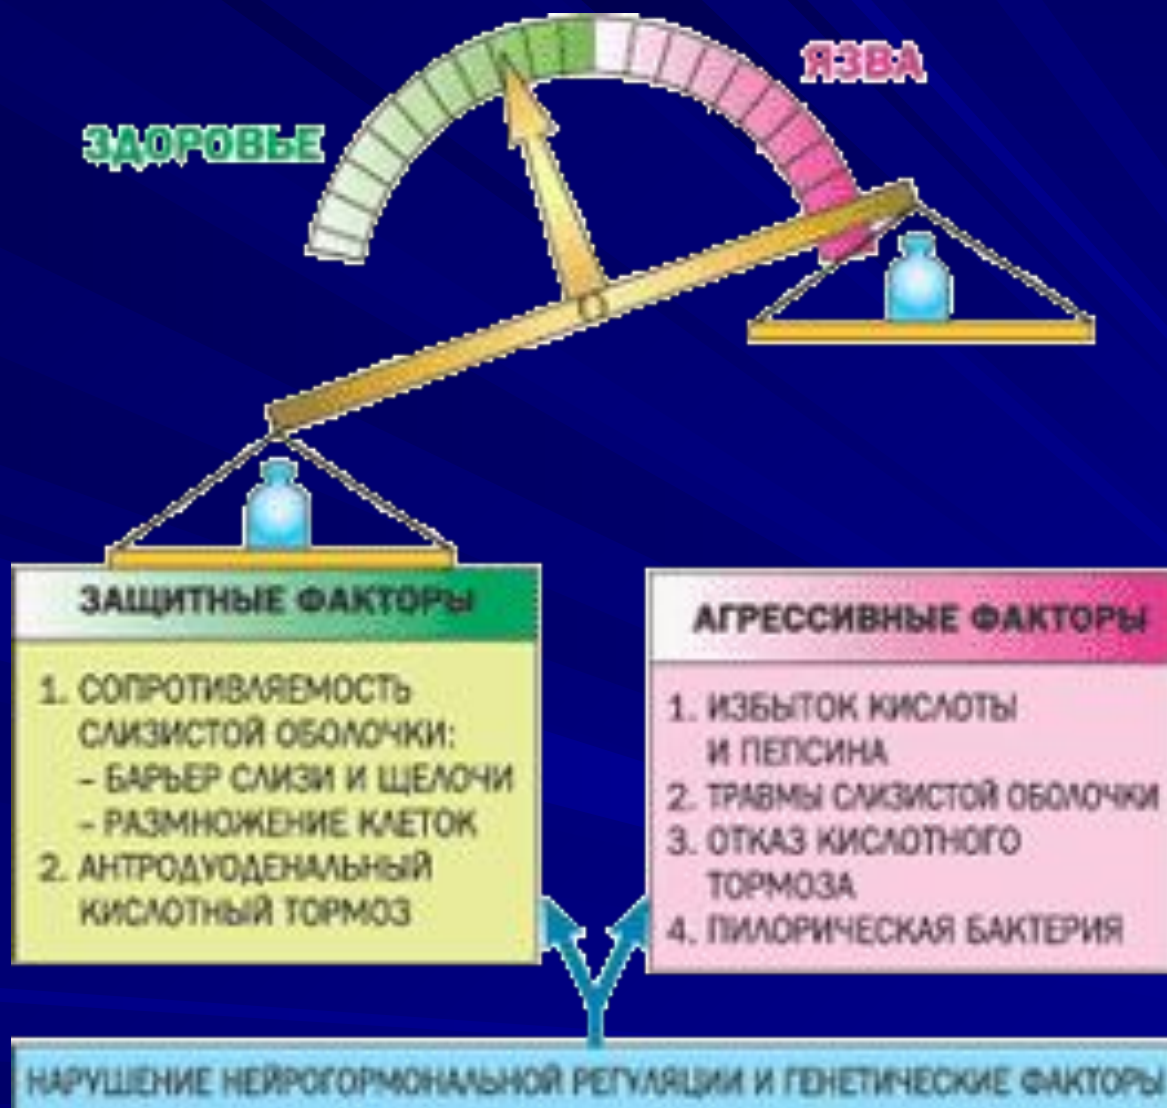 ЯЗВА
ЗДОРОВЬЕ
ЗАЩИТНЫЕ ФАКТОРЫ
1. СОПРОТИВЛЯЕМОСТЬ
СЛИЗИСТОЙ ОБОЛОЧКИ:
– БАРЬЕР СЛИЗИ И ЩЕЛОЧИ
– РАЗМНОЖЕНИЕ КЛЕТОК
2. АНТРОДУОДЕНАЛЬНЫЙ
КИСЛОТНЫЙ ТОРМОЗ
АГРЕССИВНЫЕ ФАКТОРЫ
1. ИЗБЫТОК КИСЛОТЫ
И ПЕПСИНА
2. ТРАВМЫ СЛИЗИСТОЙ ОБОЛОЧКИ
3. ОТКАЗ КИСЛОТНОГО
ТОРМОЗА
4. ПИЛОРИЧЕСКАЯ БАКТЕРИЯ
НАРУШЕНИЕ НЕЙРОГОРМОНАЛЬНОЙ РЕГУЛЯЦИИ И ГЕНЕТИЧЕСКИЕ ФАКТОРЫ